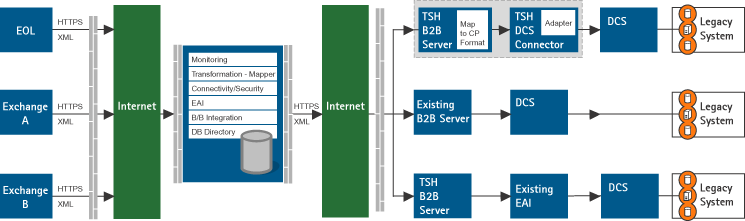 EOL
HTTPS
XML
Exchange
A
HTTPS
XML
Exchange
B
HTTPS
XML
Internet
Monitoring
Transformation - Mapper
Connectivity/Security
EAI
B/B Integration
DB Directory
HTTPS
XML
Internet
TSH
B2B
Server
Map
to CP
Format
TSH
DCS
Connector
Adapter
DCS
Legacy
System
Existing
B2B Server
DCS
Legacy
System
TSH
B2B
Server
Existing
EAI
DCS
Legacy
System